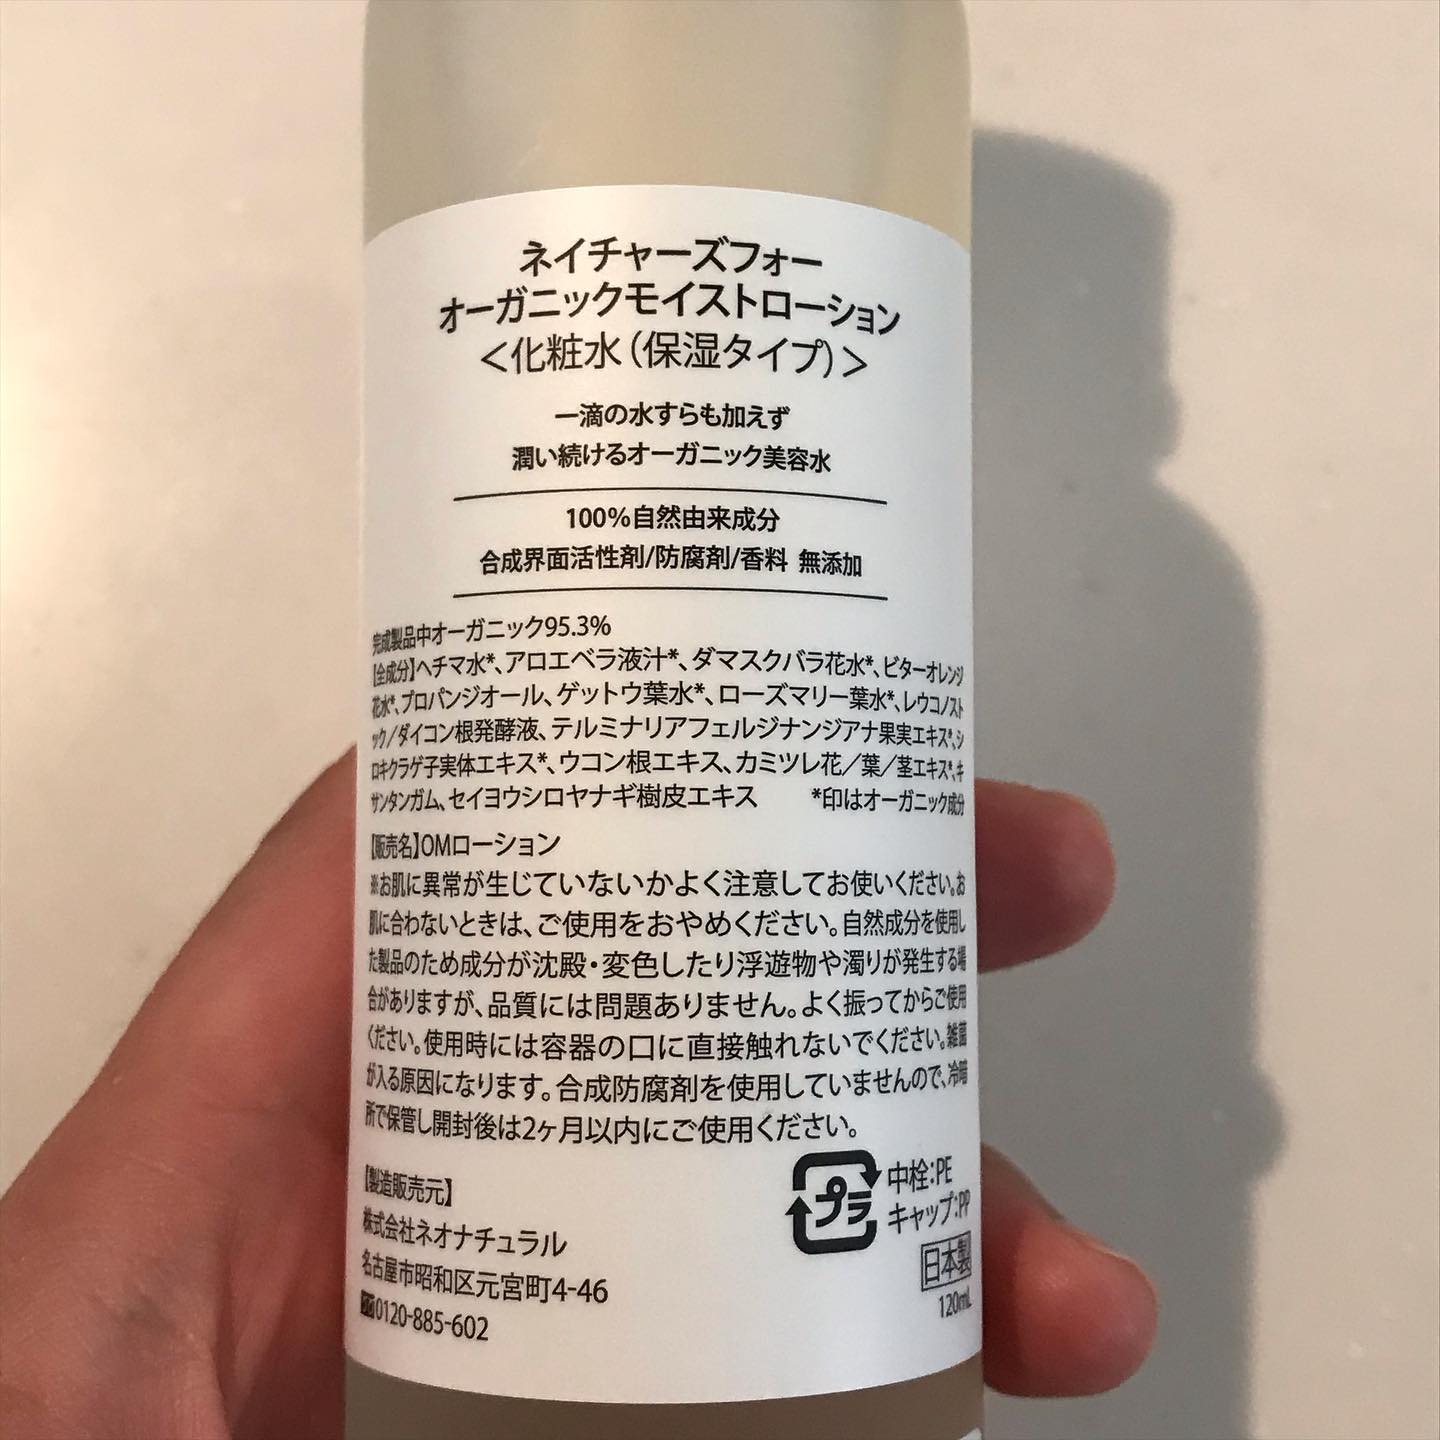 ネイチャーズフォー
オーガニックモイストローション
＜化粧水（保湿タイプ）＞
一滴の水すらも加えず
潤い続けるオーガニック美容水
100%自然由来成分
合成界面活性剤/防腐剤/香料 無添加
完成製品中オーガニック95.3%
【全成分】ヘチマ水*、アロエベラ液汁*、ダマスクバラ花水*、ビターオレンジ
花水*、プロパンジオール、ゲットウ葉水*、ローズマリー葉水*、レウコノスト
ック／ダイコン根発酵液、テルミナリアフェルジナンジアナ果実エキス*、シ
ロキクラゲ子実体エキス*、ウコン根エキス、カミツレ花／葉／茎エキス*、キ
サンタンガム、セイヨウシロヤナギ樹皮エキス *印はオーガニック成分
【販売名】OMローション
※お肌に異常が生じていないかよく注意してお使いください。お
肌に合わないときは、ご使用をおやめください。自然成分を使用し
た製品のため成分が沈殿・変色したり浮遊物や濁りが発生する場
合がありますが、品質には問題ありません。よく振ってからご使用
ください。使用時には容器の口に直接触れないでください。雑菌
が入る原因になります。合成防腐剤を使用していませんので、冷暗
所で保管し開封後は2ヶ月以内にご使用ください。
【製造販売元】
株式会社ネオナチュラル
名古屋市昭和区元宮町4-46
0120-885-602
プラ
中栓:PE
キャップ:PP
日本製
120mL